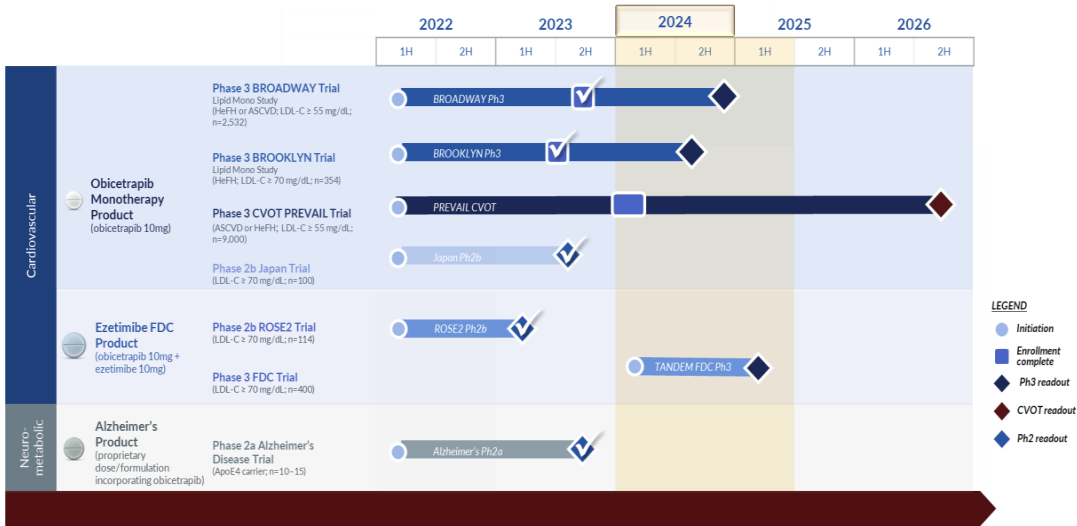 2022 2023 2024 2025 2026
1H 2H 1H 2H 1H 2H 1H 2H 1H 2H
Cardiovascular
Obicetrapib
Monotherapy
Product
(obicetrapib 10mg)
Phase 3 BROADWAY Trial
Lipid Mono Study
(HeFH or ASCVD; LDL-C ≥ 55 mg/dL;
n=2,532)
BROADWAY Ph3
Phase 3 BROOKLYN Trial
Lipid Mono Study
(HeFH; LDL-C ≥ 70 mg/dL; n=354)
BROOKLYN Ph3
Phase 3 CVOT PREVAIL Trial
(ASCVD or HeFH; LDL-C ≥ 55 mg/dL;
n=9,000)
PREVAIL CVOT
Phase 2b Japan Trial
(LDL-C ≥ 70 mg/dL; n=100)
Japan Ph2b
Ezetimibe FDC
Product
(obicetrapib 10mg +
ezetimibe 10mg)
Phase 2b ROSE2 Trial
(LDL-C ≥ 70 mg/dL; n=114)
ROSE2 Ph2b
Phase 3 FDC Trial
(LDL-C ≥ 70 mg/dL; n=400)
TANDEM FDC Ph3
Neuro-
metabolic
Alzheimer's
Product
(proprietary
dose/formulation
incorporating obicetrapib)
Phase 2a Alzheimer's
Disease Trial
(ApoE4 carrier; n=10–15)
Alzheimer's Ph2a
LEGEND
Initiation
Enrollment
complete
Ph3 readout
CVOT readout
Ph2 readout